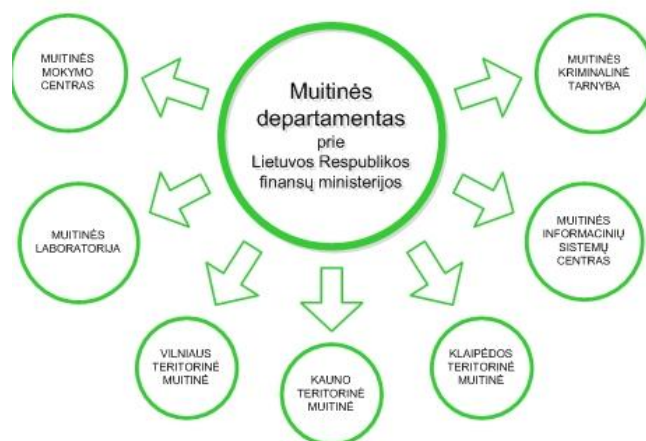 MUITINĖS
MOKYMO
CENTRAS
Muitinės
departamentas
prie
Lietuvos Respublikos
finansų ministerijos
MUITINĖS
KRIMINALINĖ
TARNYBA
MUITINĖS
LABORATORIJA
MUITINĖS
INFORMACINIŲ
SISTEMŲ
CENTRAS
VILNIAUS
TERITORINĖ
MUITINĖ
KAUNO
TERITORINĖ
MUITINĖ
KLAIPĖDOS
TERITORINĖ
MUITINĖ